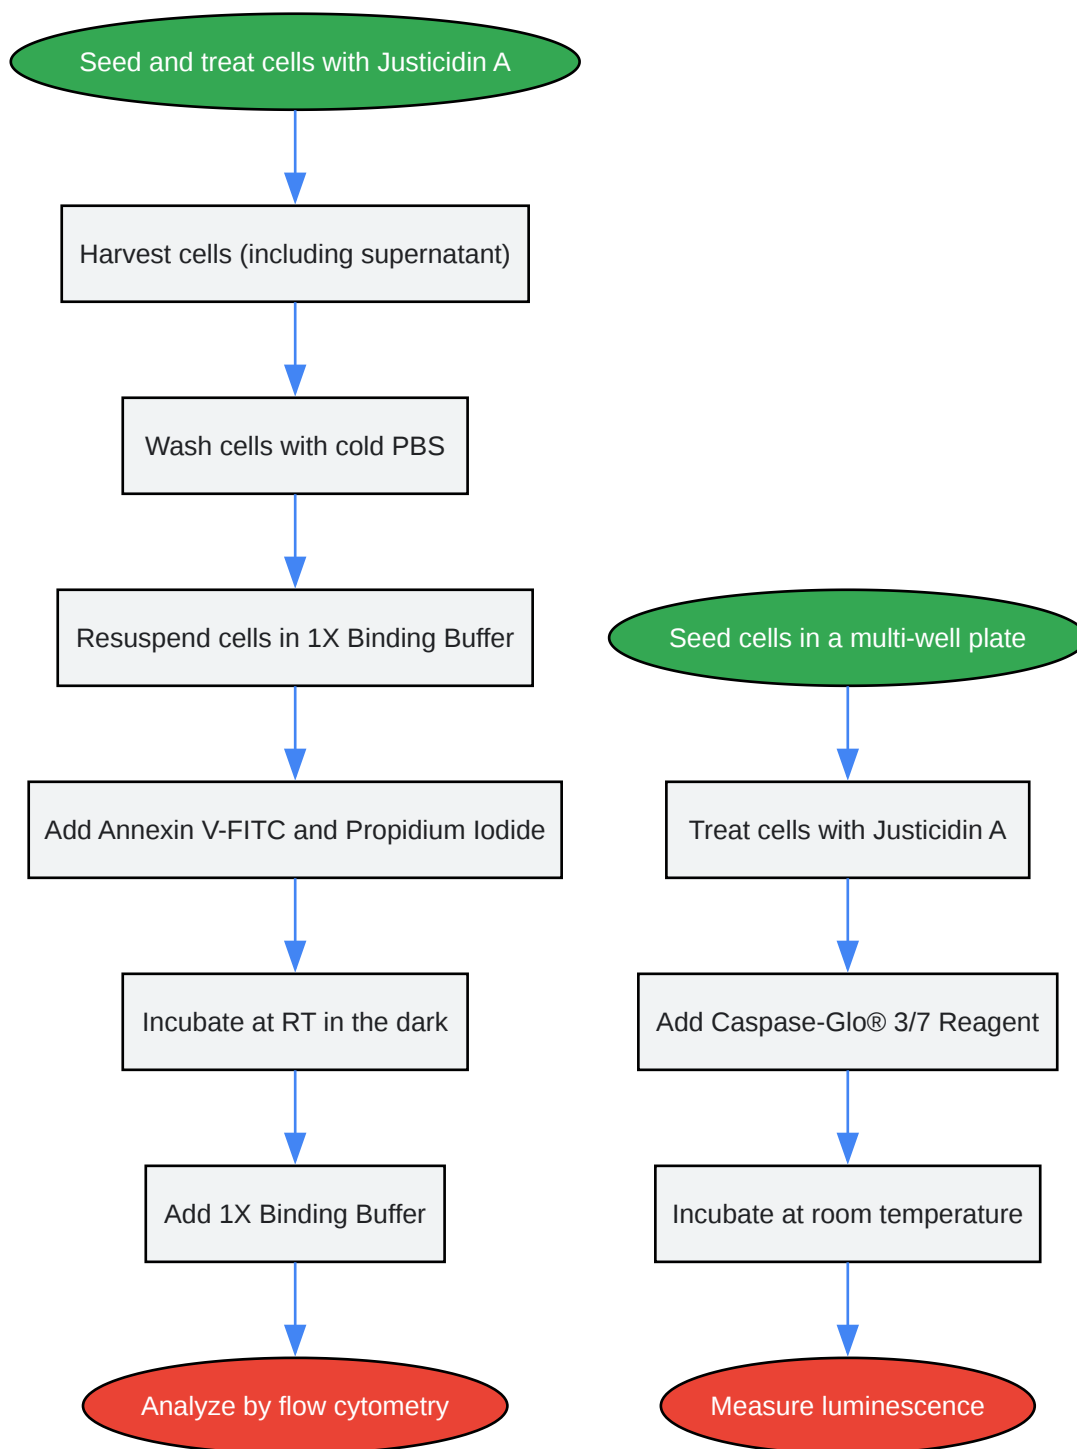 Seed and treat cells with Justicidin A
Harvest cells (including supernatant)
Wash cells with cold PBS
Resuspend cells in 1X Binding Buffer
Add Annexin V-FITC and Propidium Iodide
Incubate at RT in the dark
Add 1X Binding Buffer
Analyze by flow cytometry
Seed cells in a multi-well plate
Treat cells with Justicidin A
Add Caspase-Glo® 3/7 Reagent
Incubate at room temperature
Measure luminescence